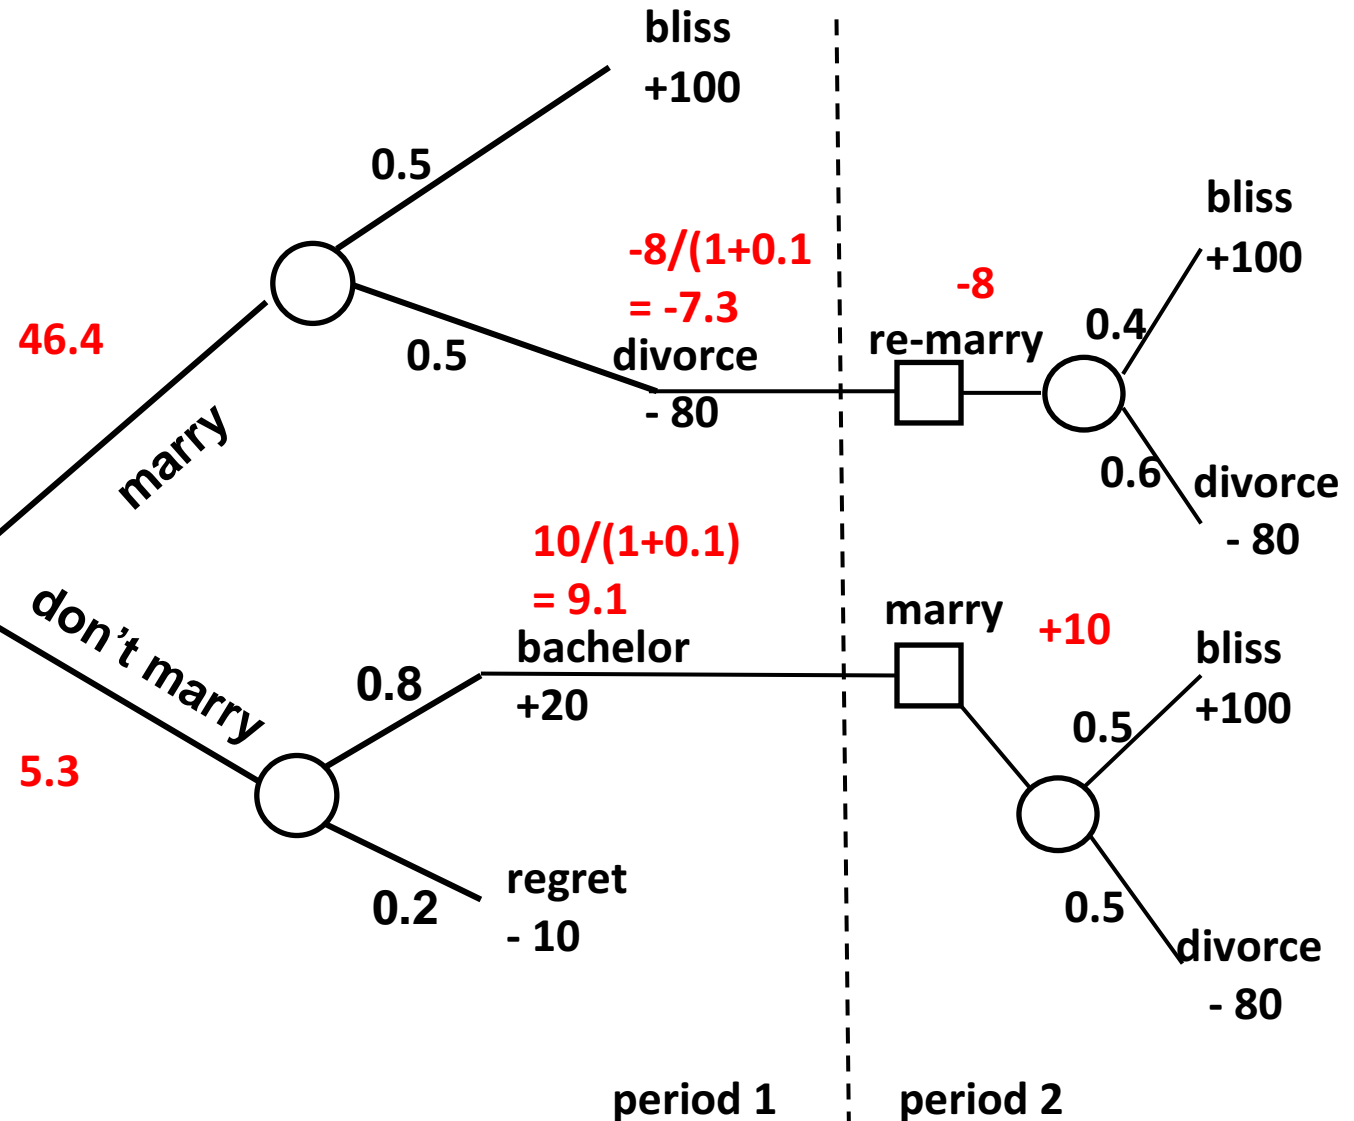 bliss
+100
0.5
bliss
+100
-8/(1+0.1
= -7.3
-8
0.4
46.4
0.5
divorce
- 80
re-marry
marry
0.6
divorce
- 80
10/(1+0.1)
= 9.1
don’t marry
0.8
bachelor
+20
marry
+10
bliss
+100
0.5
5.3
0.2
regret
- 10
0.5
divorce
- 80
period 1
period 2